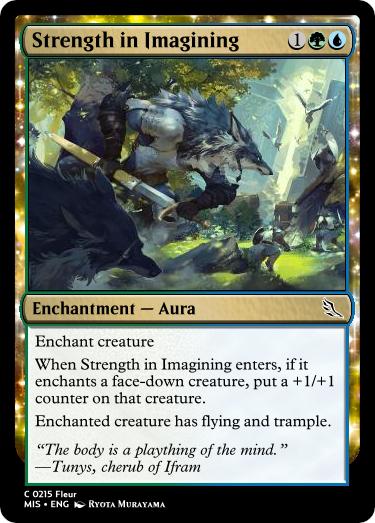 Strength in Imagining 1
Enchantment — Aura
Enchant creature
When Strength in Imagining enters, if it
enchants a face-down creature, put a +1/+1
counter on that creature.
Enchanted creature has flying and trample.
“The body is a plaything of the mind.”
—Tunys, cherub of Ifram
C 0215 Fleur
MIS • ENG Ryota Murayama